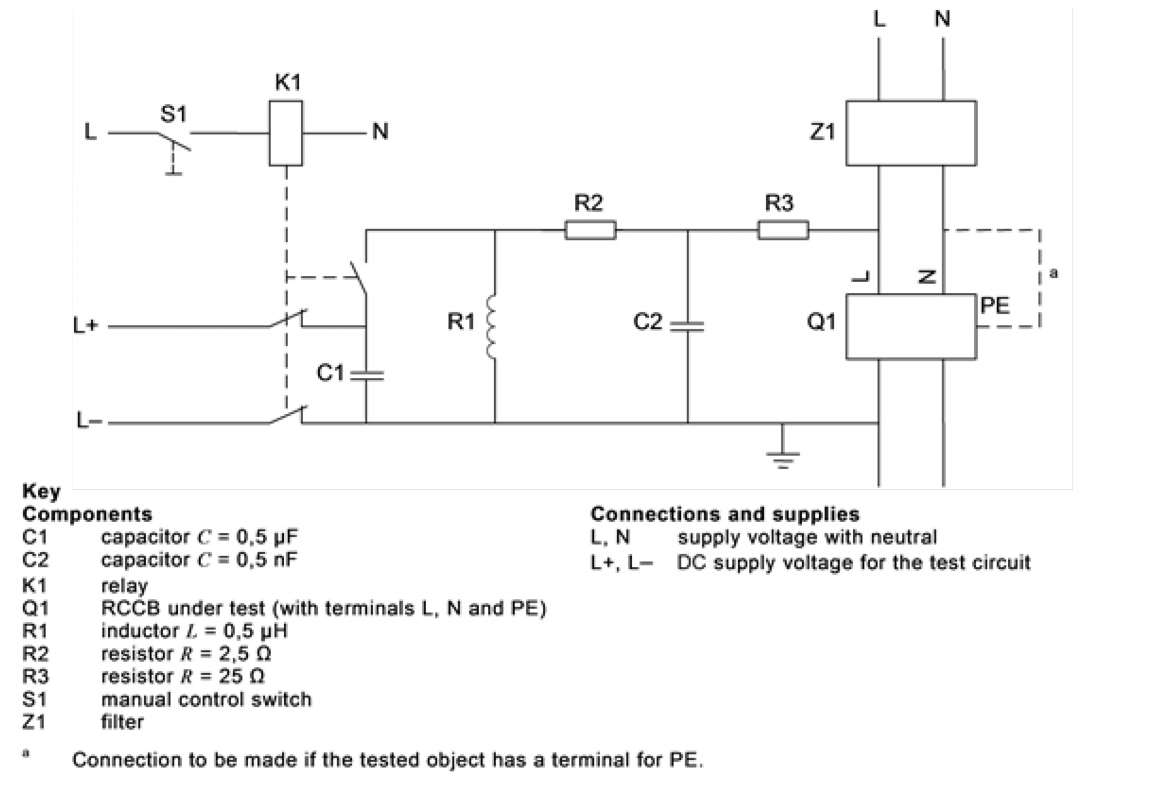 L N
K1
S1
L N
Z1
R2 R3
L N
a
PE
L+ R1 C2 Q1
C1
L–
Key
Components
C1 capacitor C = 0,5 µF
C2 capacitor C = 0,5 nF
K1 relay
Q1 RCCB under test (with terminals L, N and PE)
R1 inductor L = 0,5 µH
R2 resistor R = 2,5 Ω
R3 resistor R = 25 Ω
S1 manual control switch
Z1 filter
Connections and supplies
L, N supply voltage with neutral
L+, L– DC supply voltage for the test circuit
a Connection to be made if the tested object has a terminal for PE.